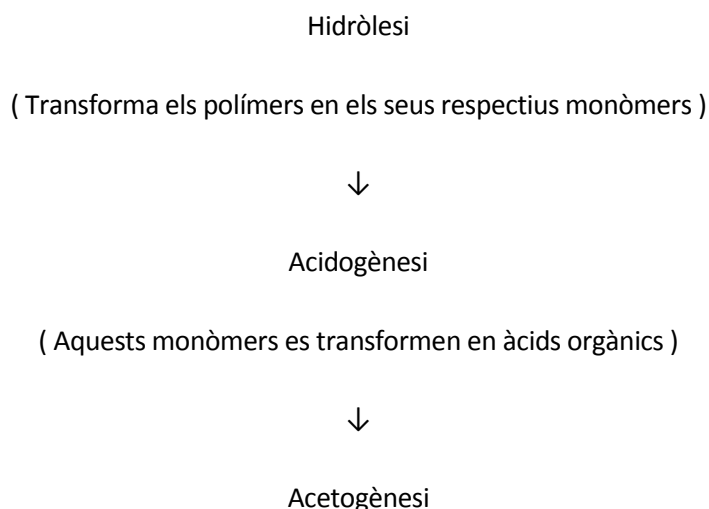 Hidròlesi
( Transforma els polímers en els seus respectius monòmers )
↓
Acidogènesi
( Aquests monòmers es transformen en àcids orgànics )
↓
Acetogènesi